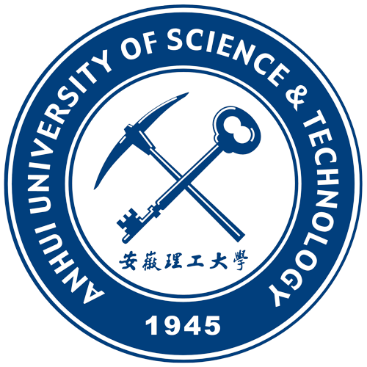 ANHUI UNIVERSITY OF SCIENCE & TECHNOLOGY
安徽理工大學
1945